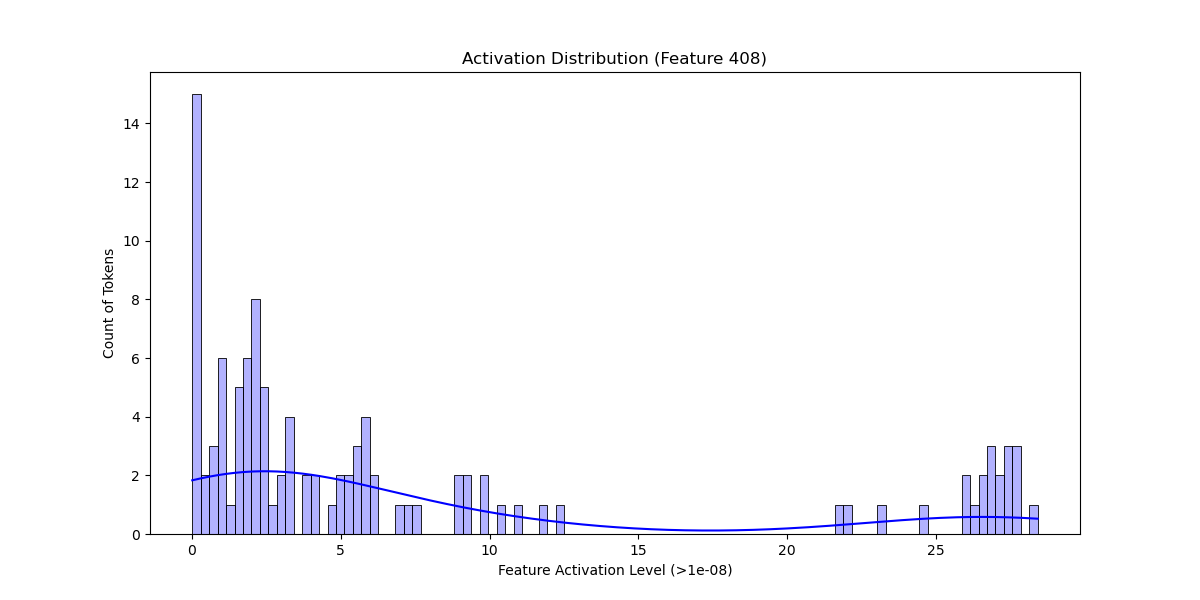 Activation Distribution (Feature 408)
14
12
10
8
6
4
2
0
Count of Tokens
0 5 10 15 20 25
Feature Activation Level (>1e-08)